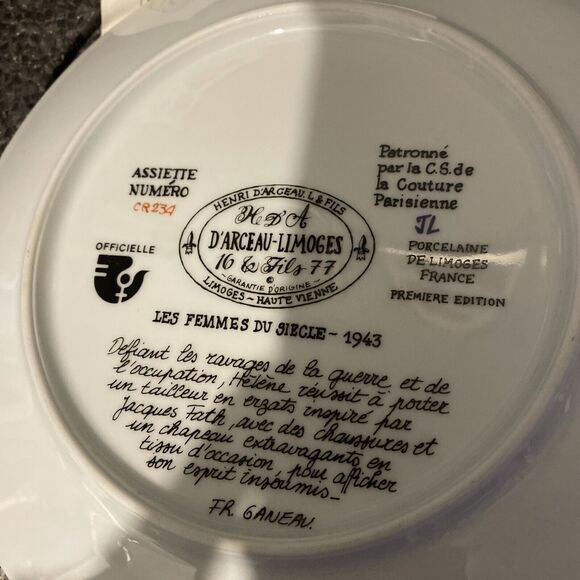 ASSIETTE
NUMÉRO
CR234
Patronné
par la C.S. de
la Couture
Parisienne
JL
HENRI D'ARCEAU. L & FILS
H D'A
D'ARCEAU-LIMOGES
16 & Fils 77
©
GARANTIE D'ORIGINE
LIMOGES ~ HAUTE VIENNE
OFFICIELLE
PORCELAINE
DE LIMOGES
FRANCE
PREMIERE EDITION
LES FEMMES DU SIECLE ~ 1943
Défiant les ravages de la guerre et de
l'occupation, Hélène réussit à porter
un tailleur en erzats inspiré par
Jacques Fath, avec des chaussures et
un chapeau extravagants en
tissu d'occasion, pour afficher
son esprit insoumis_
FR. GANEAU.